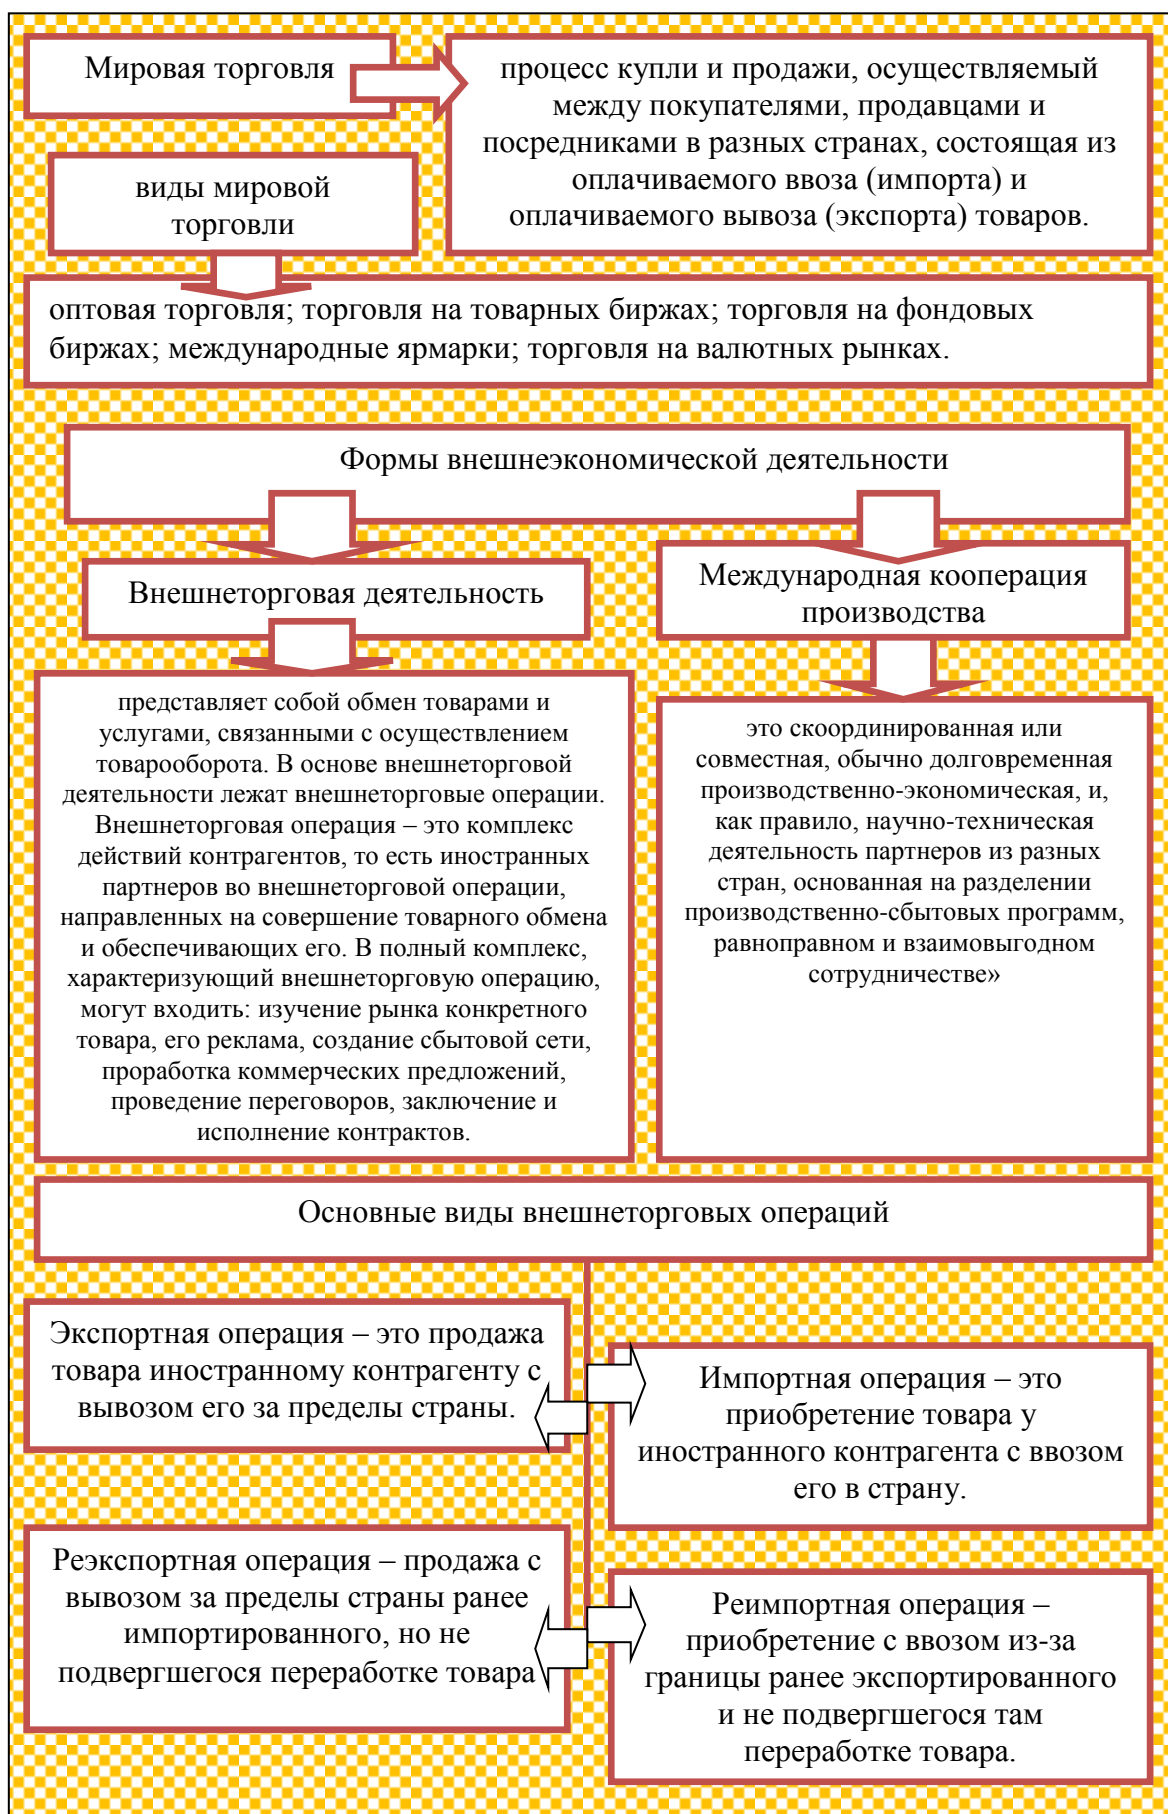 Мировая торговля
процесс купли и продажи, осуществляемый
между покупателями, продавцами и
посредниками в разных странах, состоящая из
оплачиваемого ввоза (импорта) и
оплачиваемого вывоза (экспорта) товаров.
виды мировой
торговли
оптовая торговля; торговля на товарных биржах; торговля на фондовых
биржах; международные ярмарки; торговля на валютных рынках.
Формы внешнеэкономической деятельности
Внешнеторговая деятельность
Международная кооперация
производства
представляет собой обмен товарами и
услугами, связанными с осуществлением
товарооборота. В основе внешнеторговой
деятельности лежат внешнеторговые операции.
Внешнеторговая операция – это комплекс
действий контрагентов, то есть иностранных
партнеров во внешнеторговой операции,
направленных на совершение товарного обмена
и обеспечивающих его. В полный комплекс,
характеризующий внешнеторговую операцию,
могут входить: изучение рынка конкретного
товара, его реклама, создание сбытовой сети,
проработка коммерческих предложений,
проведение переговоров, заключение и
исполнение контрактов.
это скоординированная или
совместная, обычно долговременная
производственно-экономическая, и,
как правило, научно-техническая
деятельность партнеров из разных
стран, основанная на разделении
производственно-сбытовых программ,
равноправном и взаимовыгодном
сотрудничестве»
Основные виды внешнеторговых операций
Экспортная операция – это продажа
товара иностранному контрагенту с
вывозом его за пределы страны.
Импортная операция – это
приобретение товара у
иностранного контрагента с ввозом
его в страну.
Реэкспортная операция – продажа с
вывозом за пределы страны ранее
импортированного, но не
подвергшегося переработке товара
Реимпортная операция –
приобретение с ввозом из-за
границы ранее экспортированного
и не подвергшегося там
переработке товара.